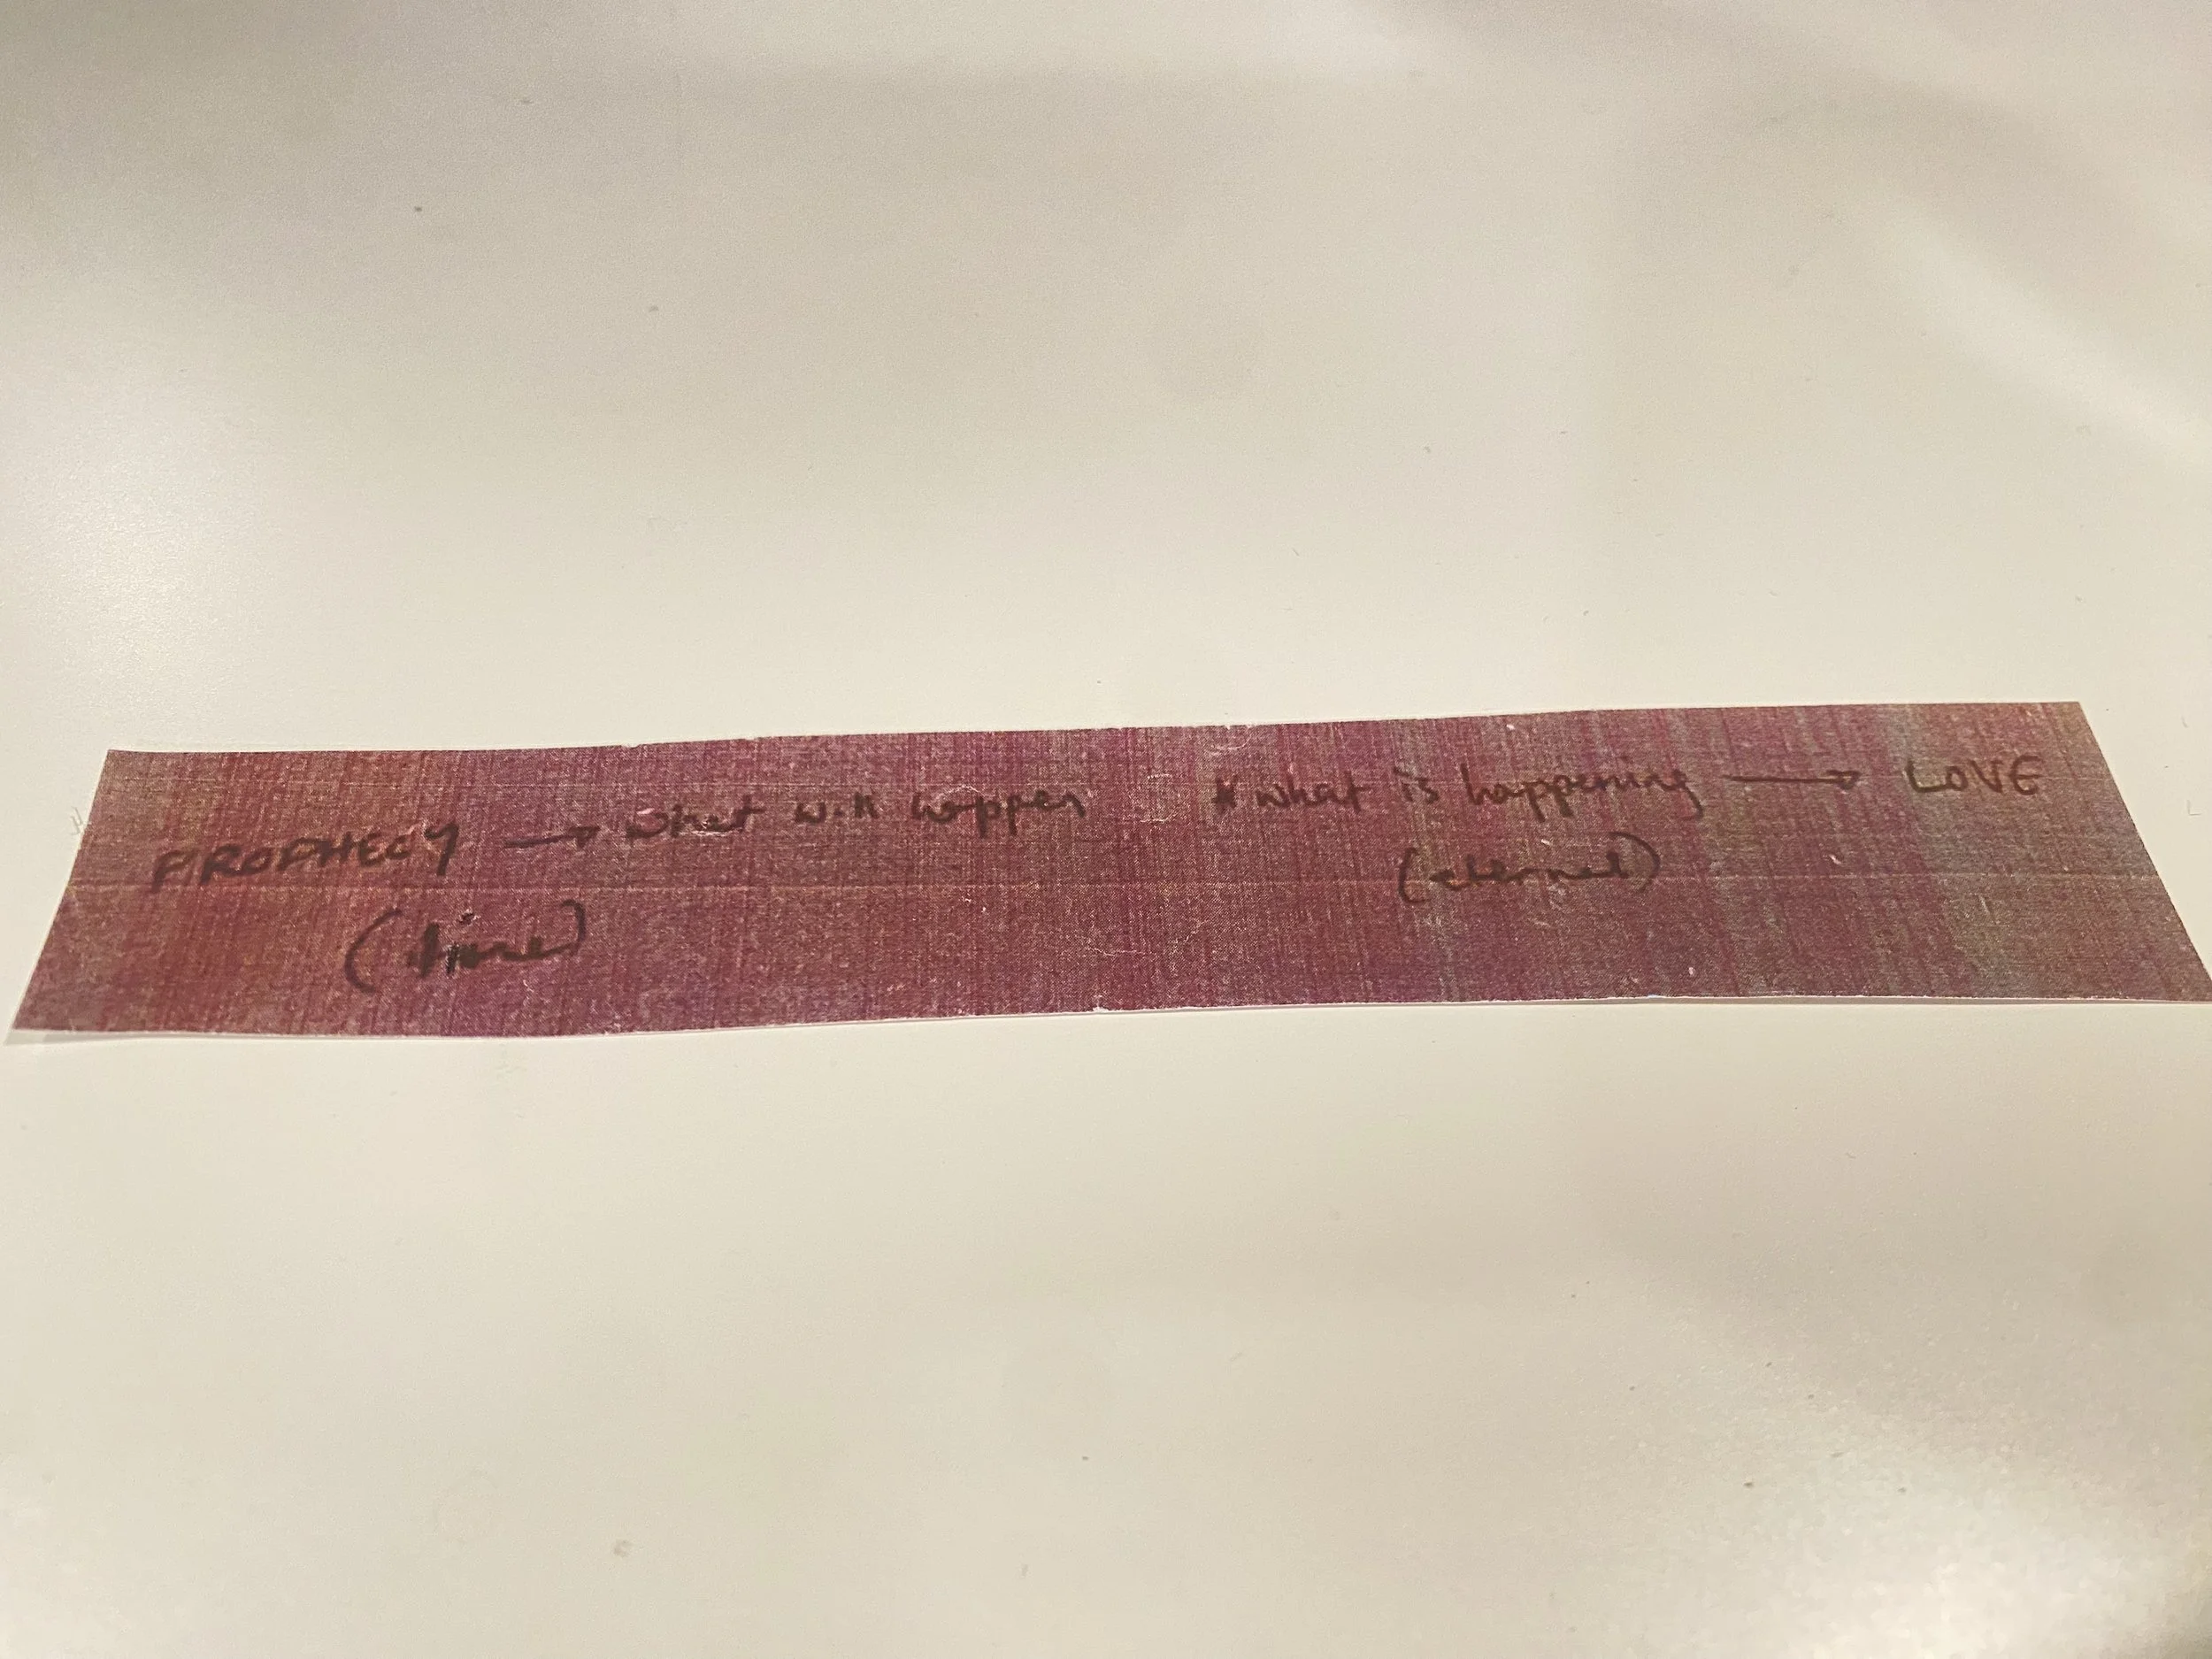 PROPHECY → what will happen # what is happening → LOVE
(time) (eternal)